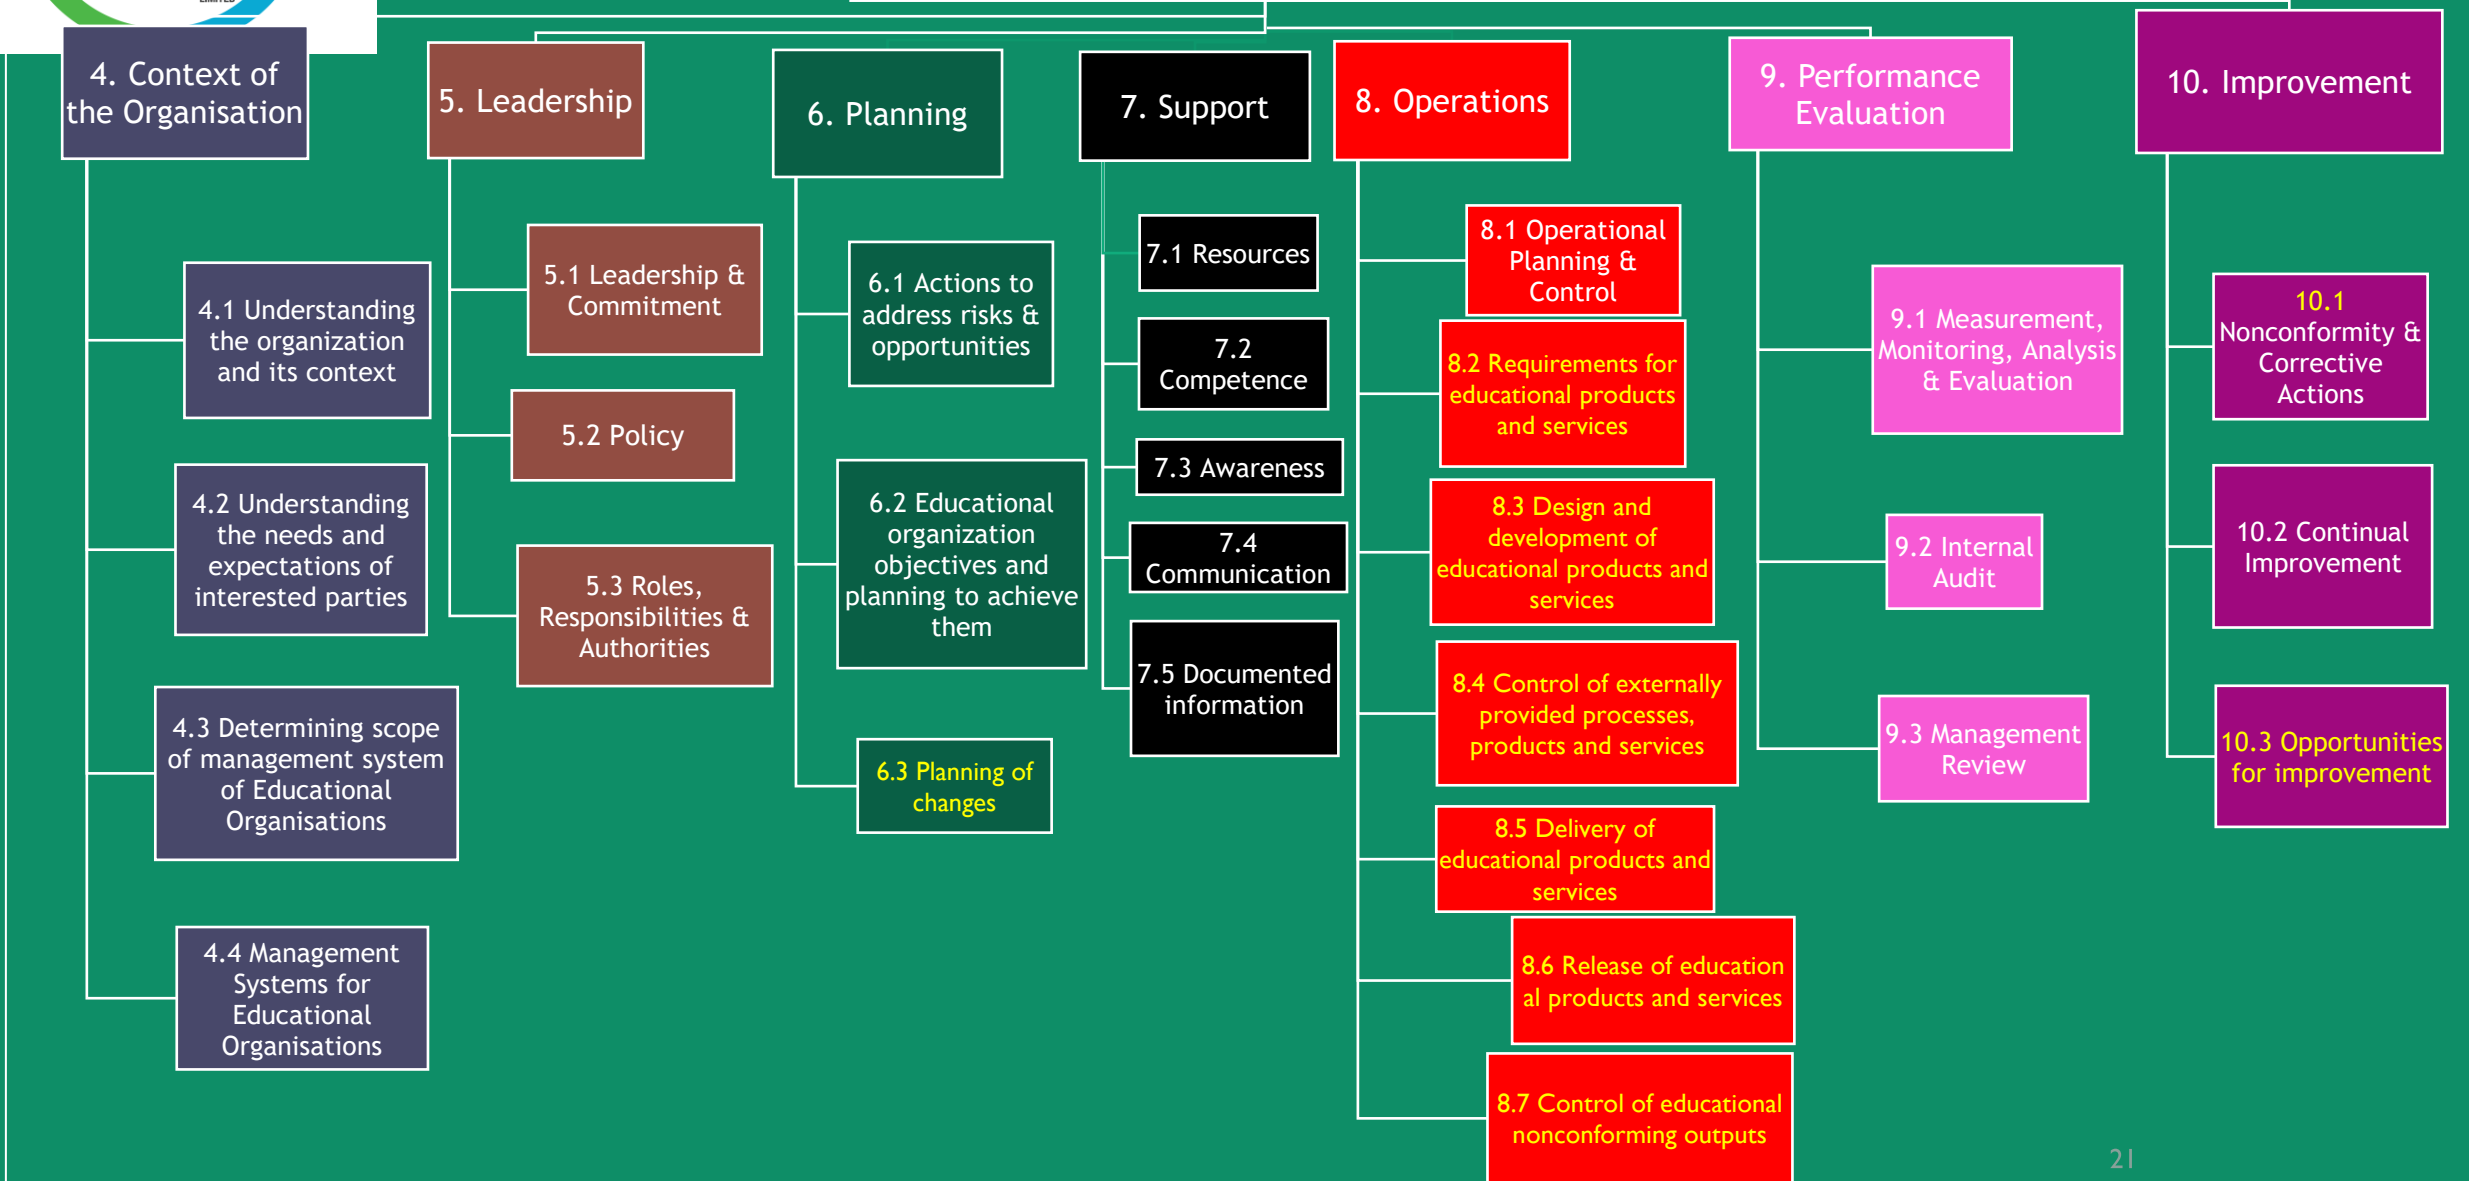 LIMITED
4. Context of
the Organisation
4.1 Understanding
the organization
and its context
4.2 Understanding
the needs and
expectations of
interested parties
4.3 Determining scope
of management system
of Educational
Organisations
4.4 Management
Systems for
Educational
Organisations
5. Leadership
5.1 Leadership &
Commitment
5.2 Policy
5.3 Roles,
Responsibilities &
Authorities
6. Planning
6.1 Actions to
address risks &
opportunities
6.2 Educational
organization
objectives and
planning to achieve
them
6.3 Planning of
changes
7. Support
7.1 Resources
7.2
Competence
7.3 Awareness
7.4
Communication
7.5 Documented
information
8. Operations
8.1 Operational
Planning &
Control
8.2 Requirements for
educational products
and services
8.3 Design and
development of
educational products and
services
8.4 Control of externally
provided processes,
products and services
8.5 Delivery of
educational products and
services
8.6 Release of education
al products and services
8.7 Control of educational
nonconforming outputs
9. Performance
Evaluation
9.1 Measurement,
Monitoring, Analysis
& Evaluation
9.2 Internal
Audit
9.3 Management
Review
10. Improvement
10.1
Nonconformity &
Corrective
Actions
10.2 Continual
Improvement
10.3 Opportunities
for improvement
21